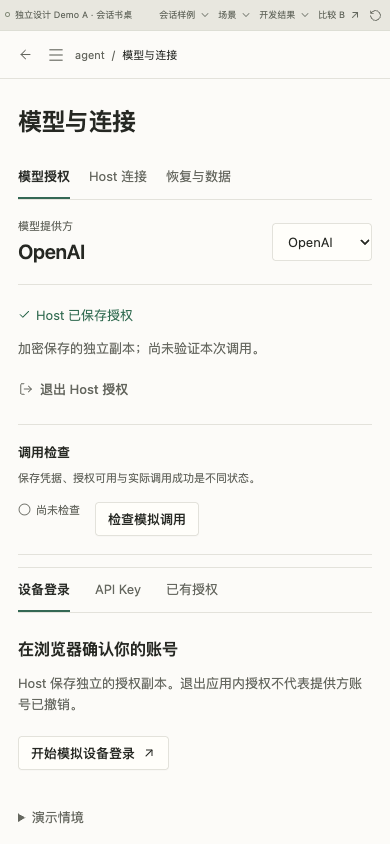 独立设计 Demo A · 会话书桌 会话样例 场景 开发结果 比较 B
agent / 模型与连接
模型与连接
模型授权 Host 连接 恢复与数据
模型提供方
OpenAI
OpenAI
Host 已保存授权
加密保存的独立副本；尚未验证本次调用。
退出 Host 授权
调用检查
保存凭据、授权可用与实际调用成功是不同状态。
尚未检查 检查模拟调用
设备登录 API Key 已有授权
在浏览器确认你的账号
Host 保存独立的授权副本。退出应用内授权不代表提供方账
号已撤销。
开始模拟设备登录
演示情境